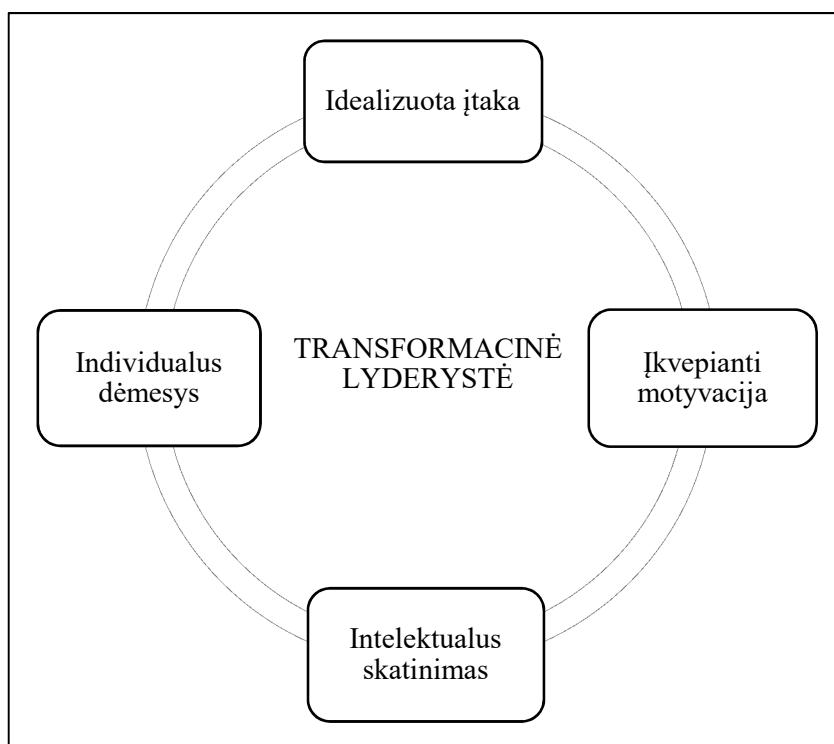 Idealizuota įtaka
Individualus
dėmesys
TRANSFORMACINĖ
LYDERYSTĖ
Įkvepianti
motyvacija
Intelektualus
skatinimas